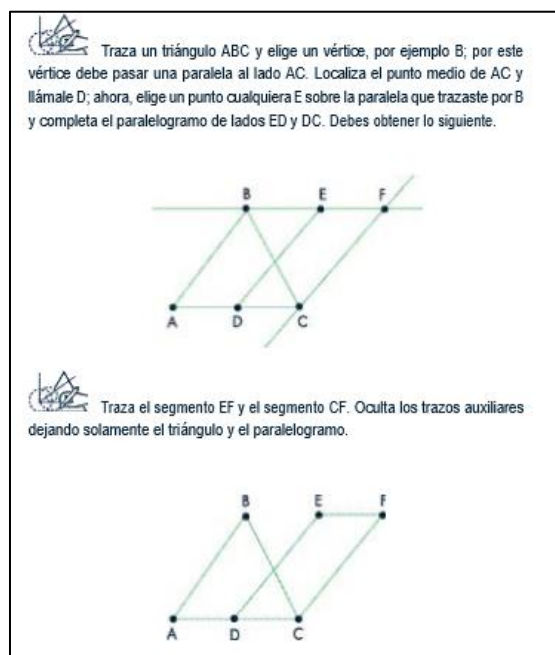 Traza un triángulo ABC y elige un vértice, por ejemplo B; por este
vértice debe pasar una paralela al lado AC. Localiza el punto medio de AC y
llámale D; ahora, elige un punto cualquiera E sobre la paralela que trazaste por B
y completa el paralelogramo de lados ED y DC. Debes obtener lo siguiente.
B E F
A D C
Traza el segmento EF y el segmento CF. Oculta los trazos auxiliares
dejando solamente el triángulo y el paralelogramo.
B E F
A D C